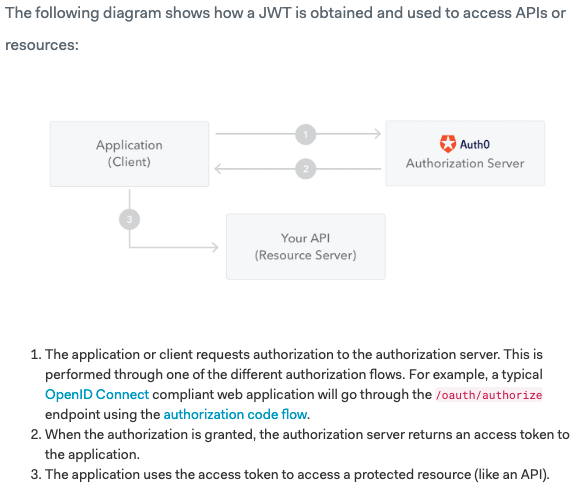 The following diagram shows how a JWT is obtained and used to access APIs or
resources:
Application
(Client)
1
2
Auth0
Authorization Server
3
Your API
(Resource Server)
1. The application or client requests authorization to the authorization server. This is
performed through one of the different authorization flows. For example, a typical
OpenID Connect compliant web application will go through the /oauth/authorize
endpoint using the authorization code flow.
2. When the authorization is granted, the authorization server returns an access token to
the application.
3. The application uses the access token to access a protected resource (like an API).